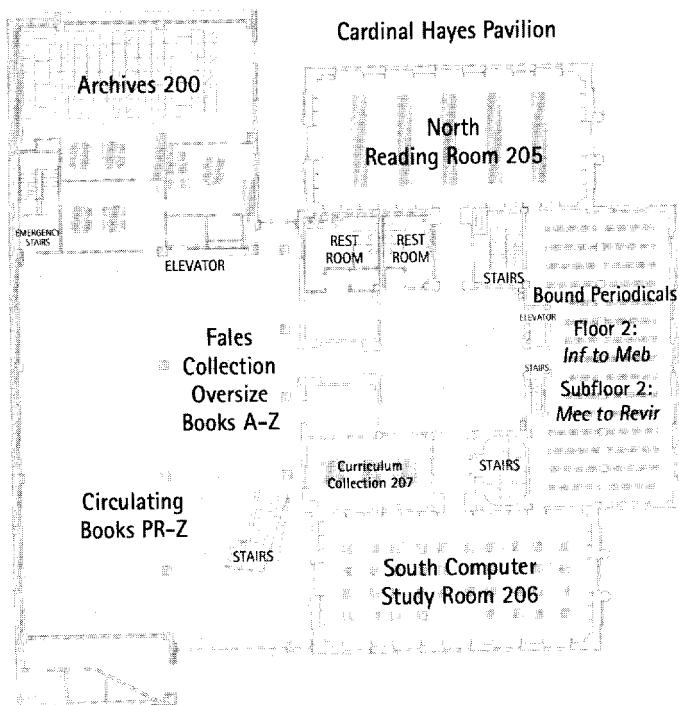 Cardinal Hayes Pavilion
Archives 200
North
Reading Room 205
EMERGENCY
STAIRS
ELEVATOR
REST
ROOM
REST
ROOM
STAIRS
Bound Periodicals
ELEVATOR
Floor 2:
Inf to Meb
STAIRS
Subfloor 2:
Mec to Revir
Fales
Collection
Oversize
Books A-Z
Curriculum
Collection 207
STAIRS
Circulating
Books PR-Z
STAIRS
South Computer
Study Room 206